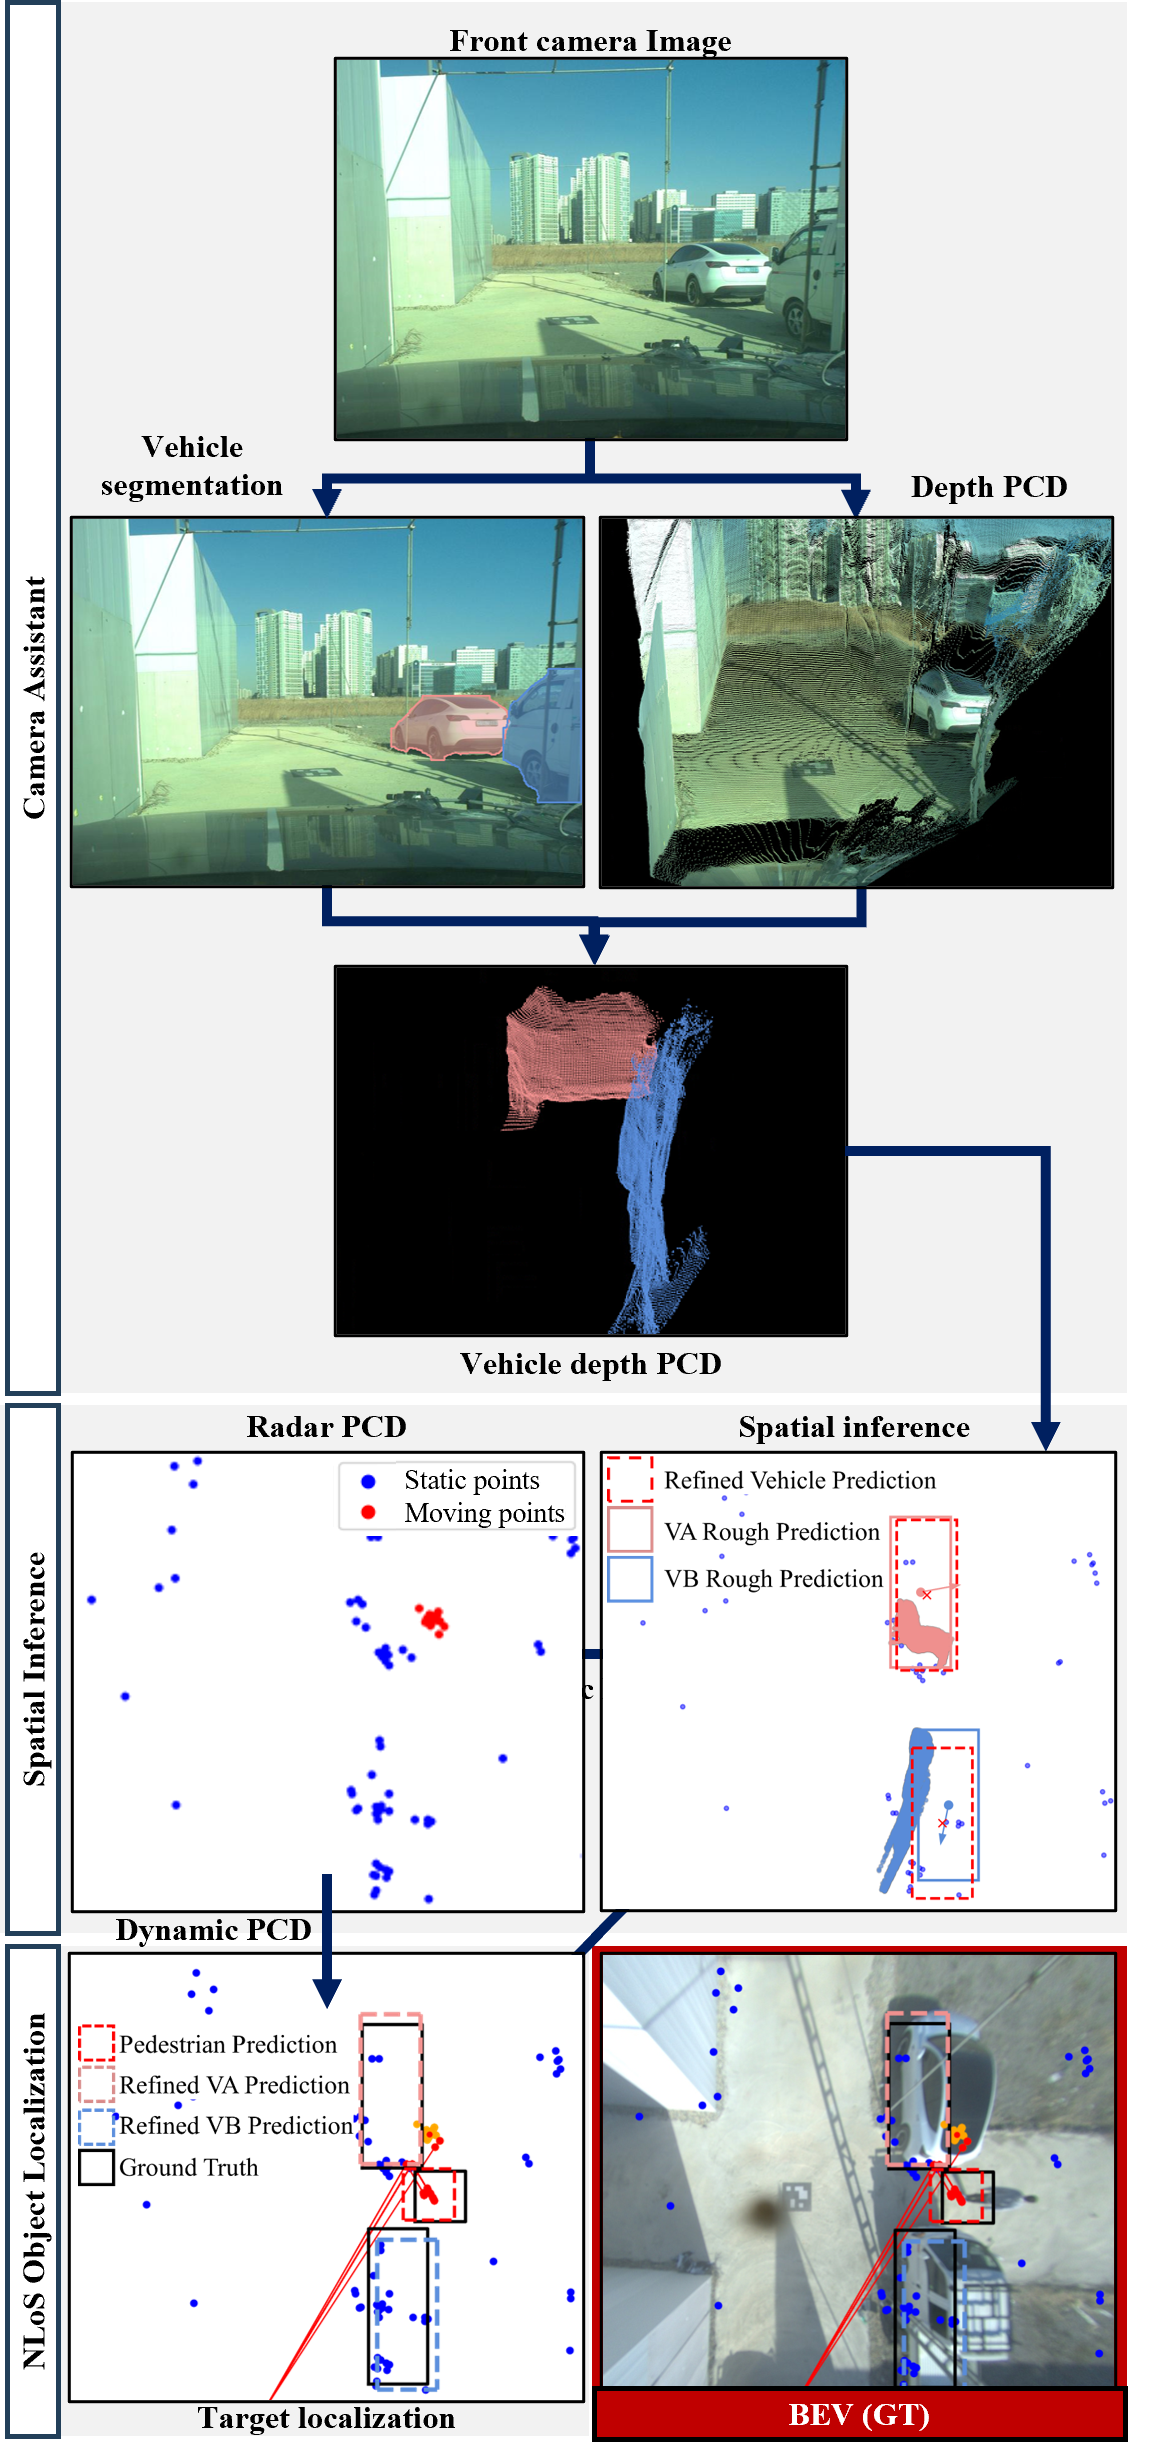 Front camera Image
Vehicle
segmentation
Depth PCD
Camera Assistant
Vehicle depth PCD
Radar PCD
Spatial inference
Static points
Moving points
Refined Vehicle Prediction
VA Rough Prediction
VB Rough Prediction
Spatial Inference
c
Dynamic PCD
Pedestrian Prediction
Refined VA Prediction
Refined VB Prediction
Ground Truth
NLoS Object Localization
Target localization
BEV (GT)